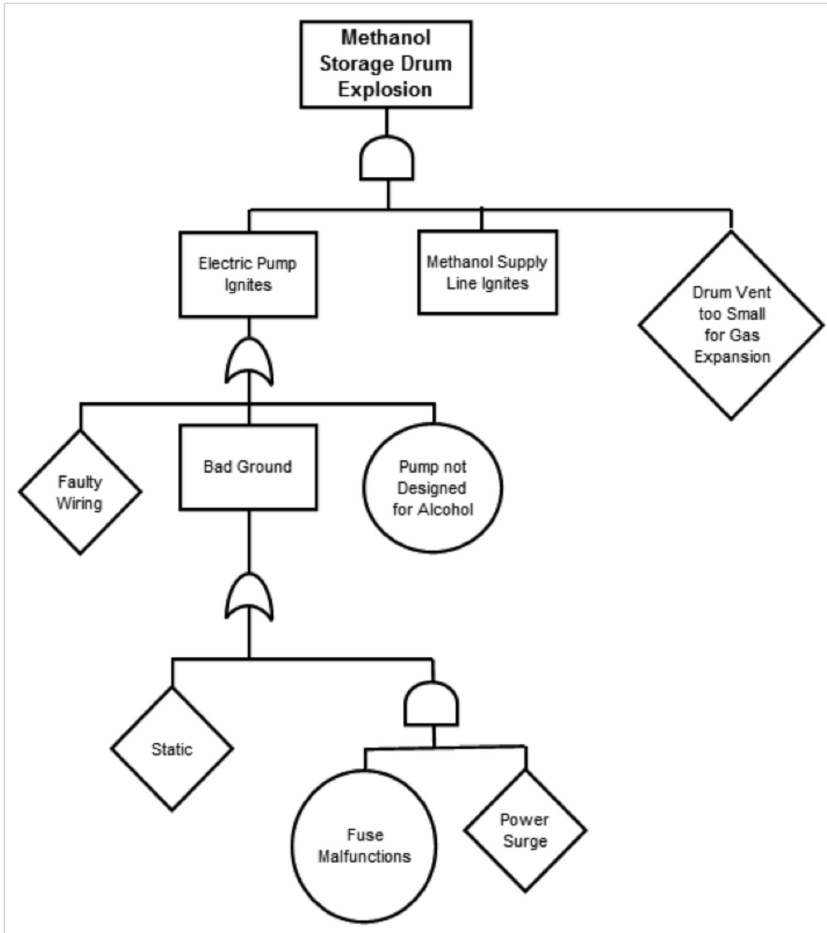 Methanol
Storage Drum
Explosion
Electric Pump
Ignites
Methanol Supply
Line Ignites
Drum Vent
too Small
for Gas
Expansion
Faulty
Wiring
Bad Ground
Pump not
Designed
for Alcohol
Static
Fuse
Malfunctions
Power
Surge